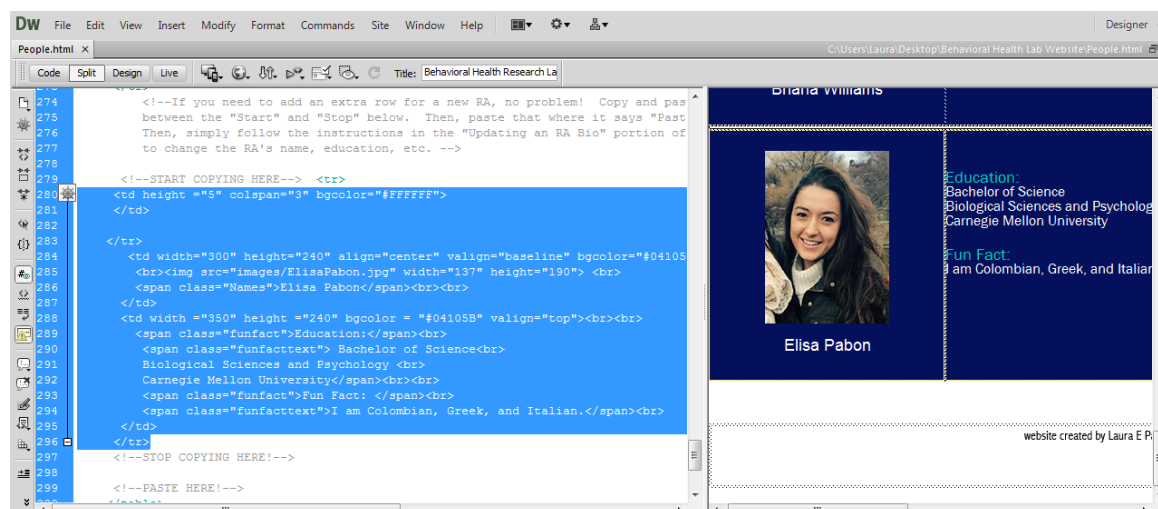 DW File Edit View Insert Modify Format Commands Site Window Help Designer
People.html × C:\Users\Laura\Desktop\Behavioral Health Lab Website\People.html
Code Split Design Live Title: Behavioral Health Research La
274 <!--If you need to add an extra row for a new RA, no problem! Copy and pas
275 between the "Start" and "Stop" below. Then, paste that where it says "Past
276 Then, simply follow the instructions in the "Updating an RA Bio" portion of
277 to change the RA's name, education, etc. -->
278
279 <!--START COPYING HERE--> <tr>
280 <td height ="5" colspan="3" bgcolor="#FFFFFF">
281 </td>
282
283 </tr>
284 <td width="300" height="240" align="center" valign="baseline" bgcolor="#04105
285 <br><img src="images/ElisaPabon.jpg" width="137" height="190"> <br>
286 <span class="Names">Elisa Pabon</span><br><br>
287 </td>
288 <td width ="350" height ="240" bgcolor = "#04105B" valign="top"><br><br>
289 <span class="funfact">Education:</span><br>
290 <span class="funfacttext"> Bachelor of Science<br>
291 Biological Sciences and Psychology <br>
292 Carnegie Mellon University</span><br><br>
293 <span class="funfact">Fun Fact: </span><br>
294 <span class="funfacttext">I am Colombian, Greek, and Italian.</span><br>
295 </td>
296 </tr>
297 <!--STOP COPYING HERE!-->
298
299 <!--PASTE HERE!-->
Briana Williams
Education:
Bachelor of Science
Biological Sciences and Psycholog
Carnegie Mellon University
Fun Fact:
I am Colombian, Greek, and Italian
Elisa Pabon
website created by Laura E P